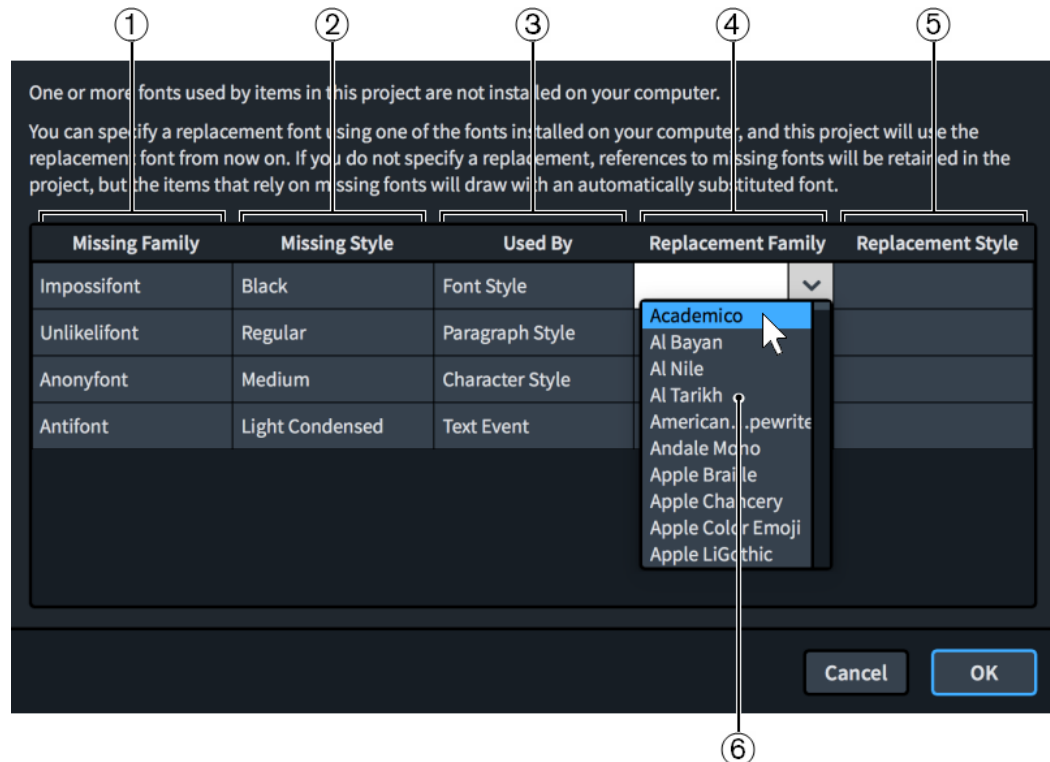 ① ② ③ ④ ⑤
One or more fonts used by items in this project are not installed on your computer.
You can specify a replacement font using one of the fonts installed on your computer, and this project will use the
replacement font from now on. If you do not specify a replacement, references to missing fonts will be retained in the
project, but the items that rely on missing fonts will draw with an automatically substituted font.
Missing Family Missing Style Used By Replacement Family Replacement Style
Impossifont Black Font Style
Unlikelifont Regular Paragraph Style
Anonyfont Medium Character Style
Antifont Light Condensed Text Event
Academico
Al Bayan
Al Nile
Al Tarikh
American...pewrite
Andale Mono
Apple Braille
Apple Chancery
Apple Color Emoji
Apple LiGothic
Cancel OK
⑥